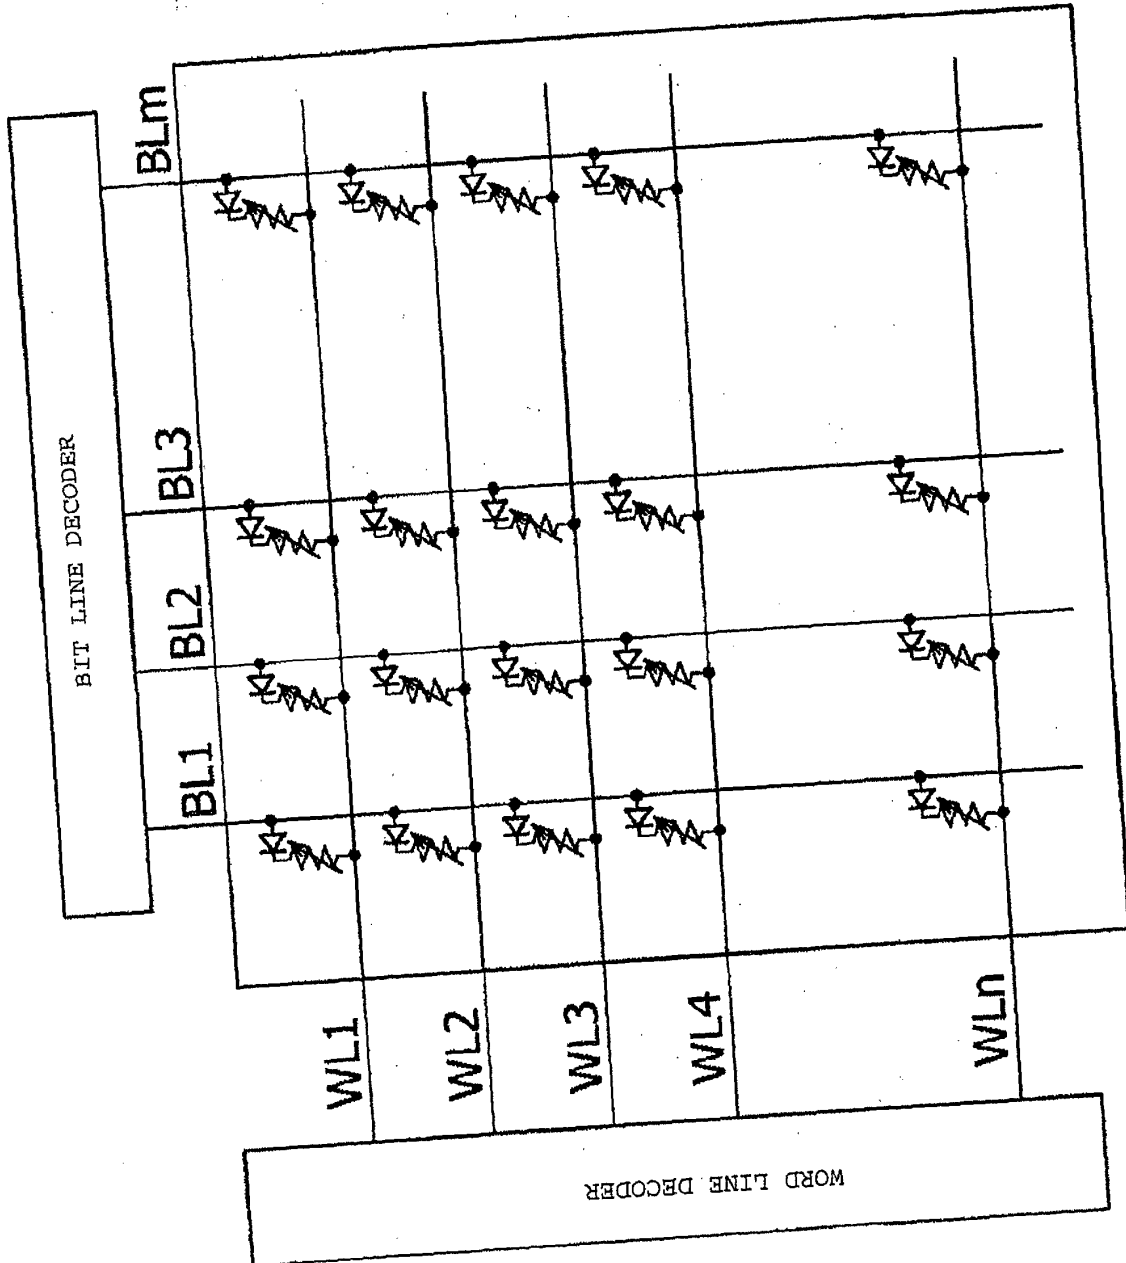 BIT LINE DECODER
BLm
BL3
BL2
BL1
WL1
WL2
WL3
WL4
WLn
WORD LINE DECODER